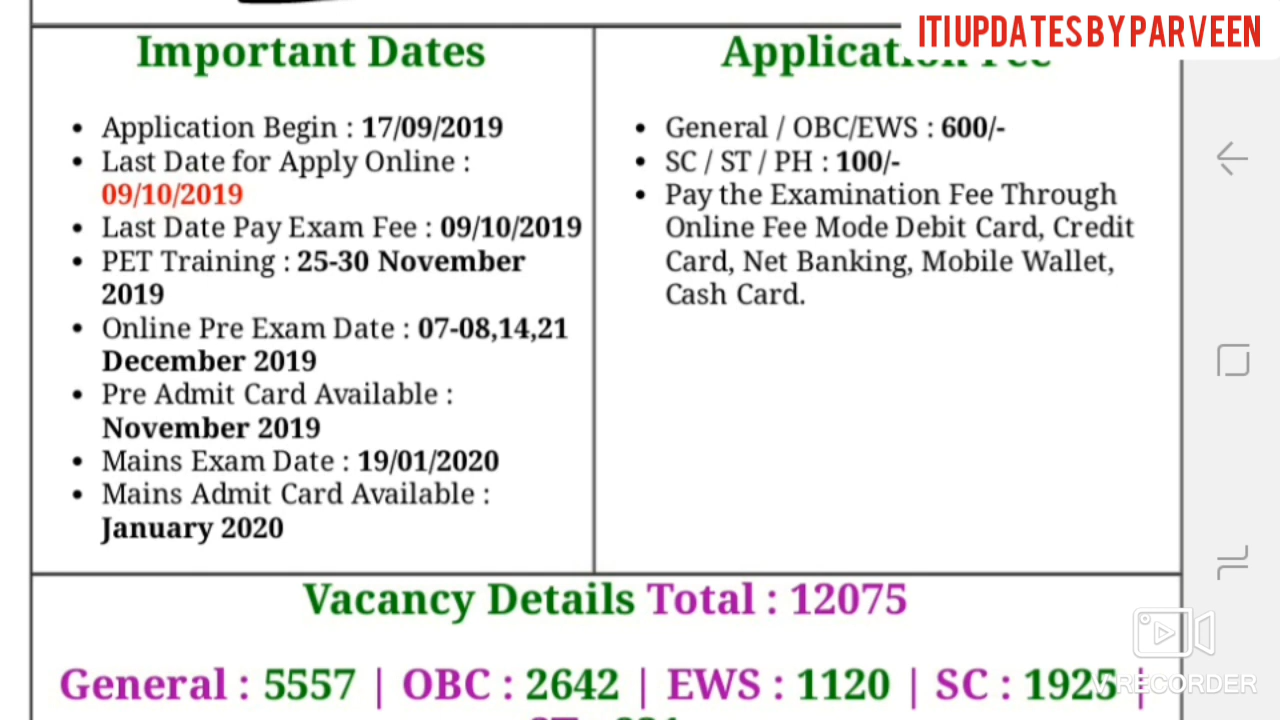 ITIUPDATES BY PARVEEN
Important Dates
Application Begin : 17/09/2019
Last Date for Apply Online :
09/10/2019
Last Date Pay Exam Fee : 09/10/2019
PET Training : 25-30 November
2019
Online Pre Exam Date : 07-08,14,21
December 2019
Pre Admit Card Available :
November 2019
Mains Exam Date : 19/01/2020
Mains Admit Card Available :
January 2020
Application Fee
General / OBC/EWS : 600/-
SC / ST / PH : 100/-
Pay the Examination Fee Through
Online Fee Mode Debit Card, Credit
Card, Net Banking, Mobile Wallet,
Cash Card.
Vacancy Details Total : 12075
General : 5557 | OBC : 2642 | EWS : 1120 | SC : 1925 |
V RECORDER